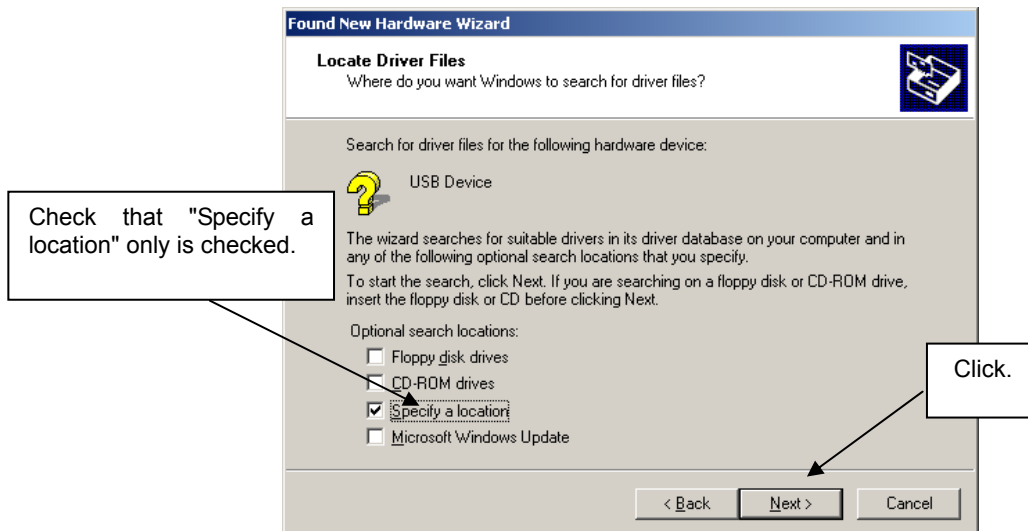 Found New Hardware Wizard
Locate Driver Files
Where do you want Windows to search for driver files?
Search for driver files for the following hardware device:
USB Device
Check that "Specify a
location" only is checked.
The wizard searches for suitable drivers in its driver database on your computer and in
any of the following optional search locations that you specify.
To start the search, click Next. If you are searching on a floppy disk or CD-ROM drive,
insert the floppy disk or CD before clicking Next.
Optional search locations:
Floppy disk drives
CD-ROM drives
Specify a location
Microsoft Windows Update
Click.
< Back
Next >
Cancel